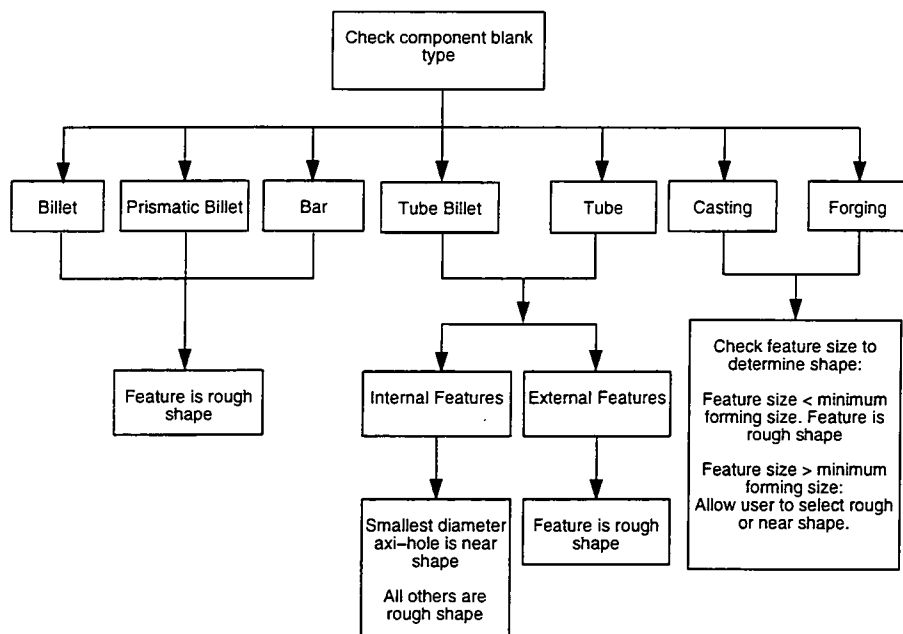 Check component blank
type
Billet
Prismatic Billet
Bar
Tube Billet
Tube
Casting
Forging
Feature is rough
shape
Internal Features
External Features
Check feature size to
determine shape:
Feature size < minimum
forming size. Feature is
rough shape
Feature size > minimum
forming size:
Allow user to select rough
or near shape.
Smallest diameter
axi-hole is near
shape
All others are
rough shape
Feature is rough
shape